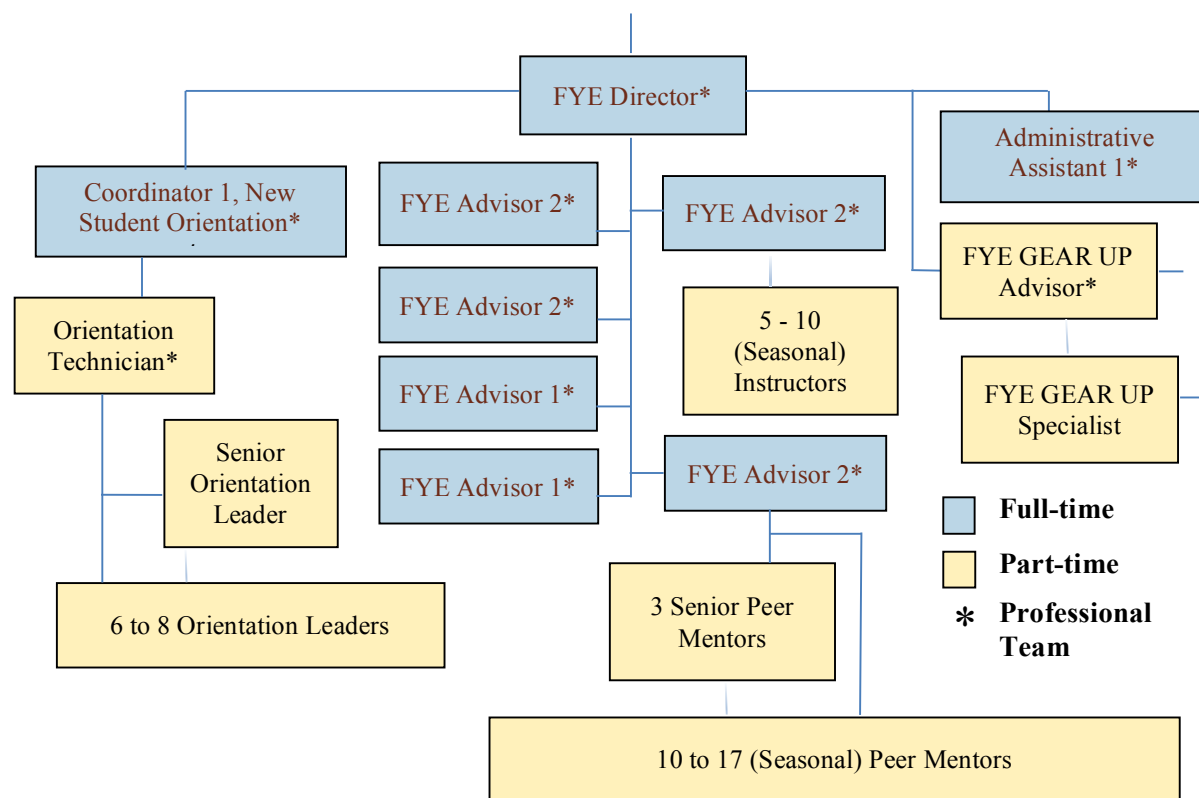 FYE Director*
Administrative
Assistant 1*
Coordinator 1, New
Student Orientation*
.
FYE Advisor 2*
FYE Advisor 2*
FYE GEAR UP
Advisor*
FYE Advisor 2*
Orientation
Technician*
5 - 10
(Seasonal)
Instructors
FYE Advisor 1*
FYE GEAR UP
Specialist
Senior
Orientation
Leader
FYE Advisor 1*
FYE Advisor 2*
Full-time
Part-time
* Professional
Team
6 to 8 Orientation Leaders
3 Senior Peer
Mentors
10 to 17 (Seasonal) Peer Mentors